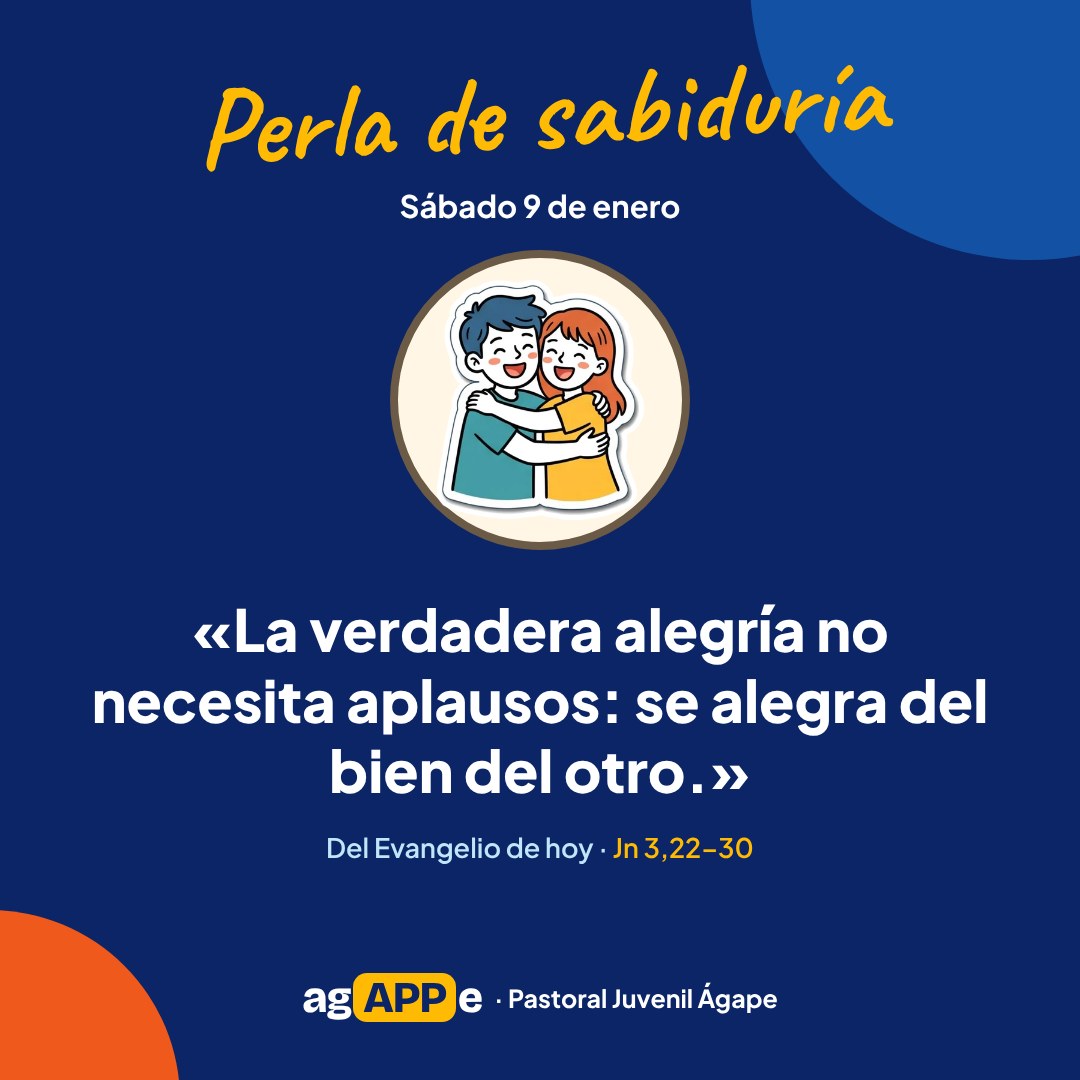 Perla de sabiduría
Sábado 9 de enero
«La verdadera alegría no
necesita aplausos: se alegra del
bien del otro.»
Del Evangelio de hoy · Jn 3,22–30
agAPPe · Pastoral Juvenil Ágape